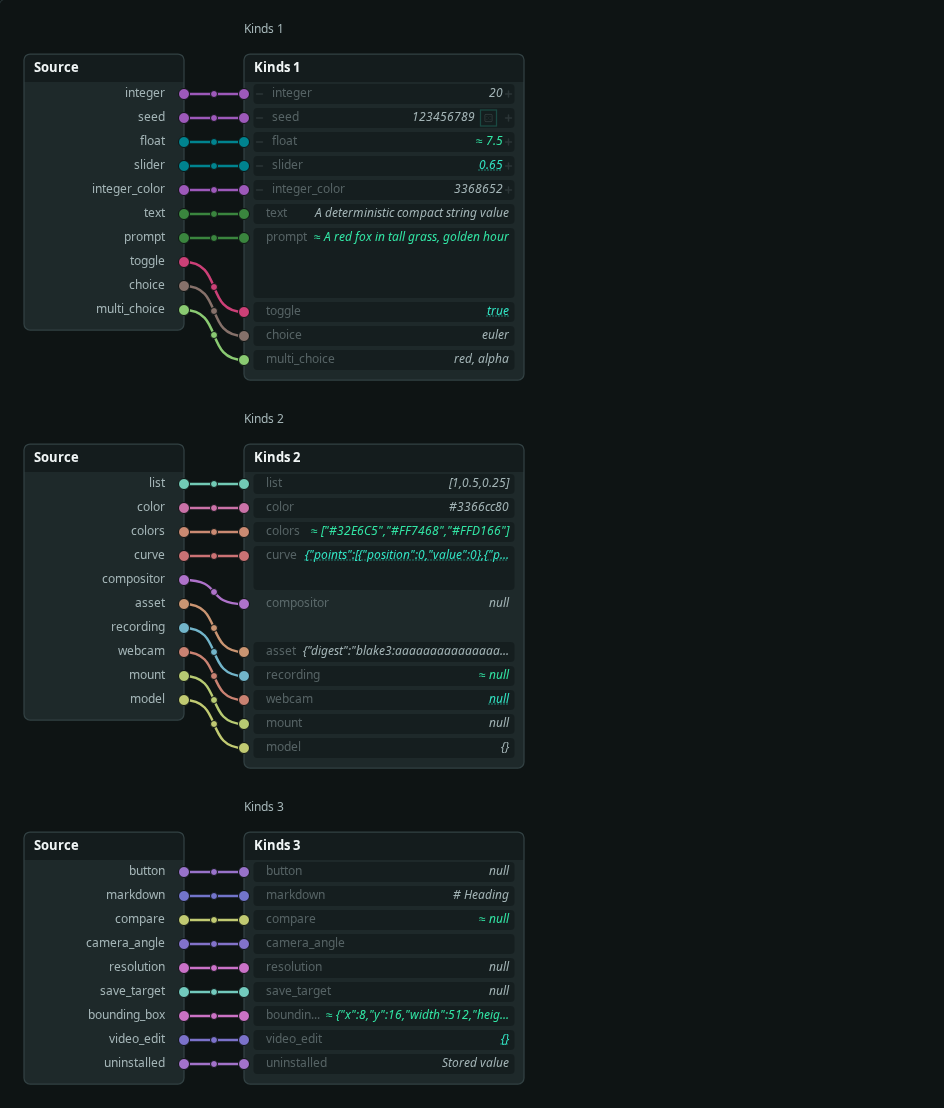 Kinds 1
Source
Kinds 1
integer
integer 20
seed
seed 123456789
float
float ≈ 7.5
slider
slider 0.65
integer_color
integer_color 3368652
text
text A deterministic compact string value
prompt
prompt ≈ A red fox in tall grass, golden hour
toggle
choice
multi_choice
toggle true
choice euler
multi_choice red, alpha
Kinds 2
Source
Kinds 2
list
list [1,0.5,0.25]
color
color #3366cc80
colors
colors ≈ ["#32E6C5","#FF7468","#FFD166"]
curve
curve {"points":[{"position":0,"value":0},{"p...
compositor
asset
recording
webcam
mount
model
compositor null
asset {"digest":"blake3:aaaaaaaaaaaaaaa...
recording ≈ null
webcam null
mount null
model {}
Kinds 3
Source
Kinds 3
button
button null
markdown
markdown # Heading
compare
compare ≈ null
camera_angle
camera_angle
resolution
resolution null
save_target
save_target null
bounding_box
boundin... ≈ {"x":8,"y":16,"width":512,"heig...
video_edit
video_edit {}
uninstalled
uninstalled Stored value